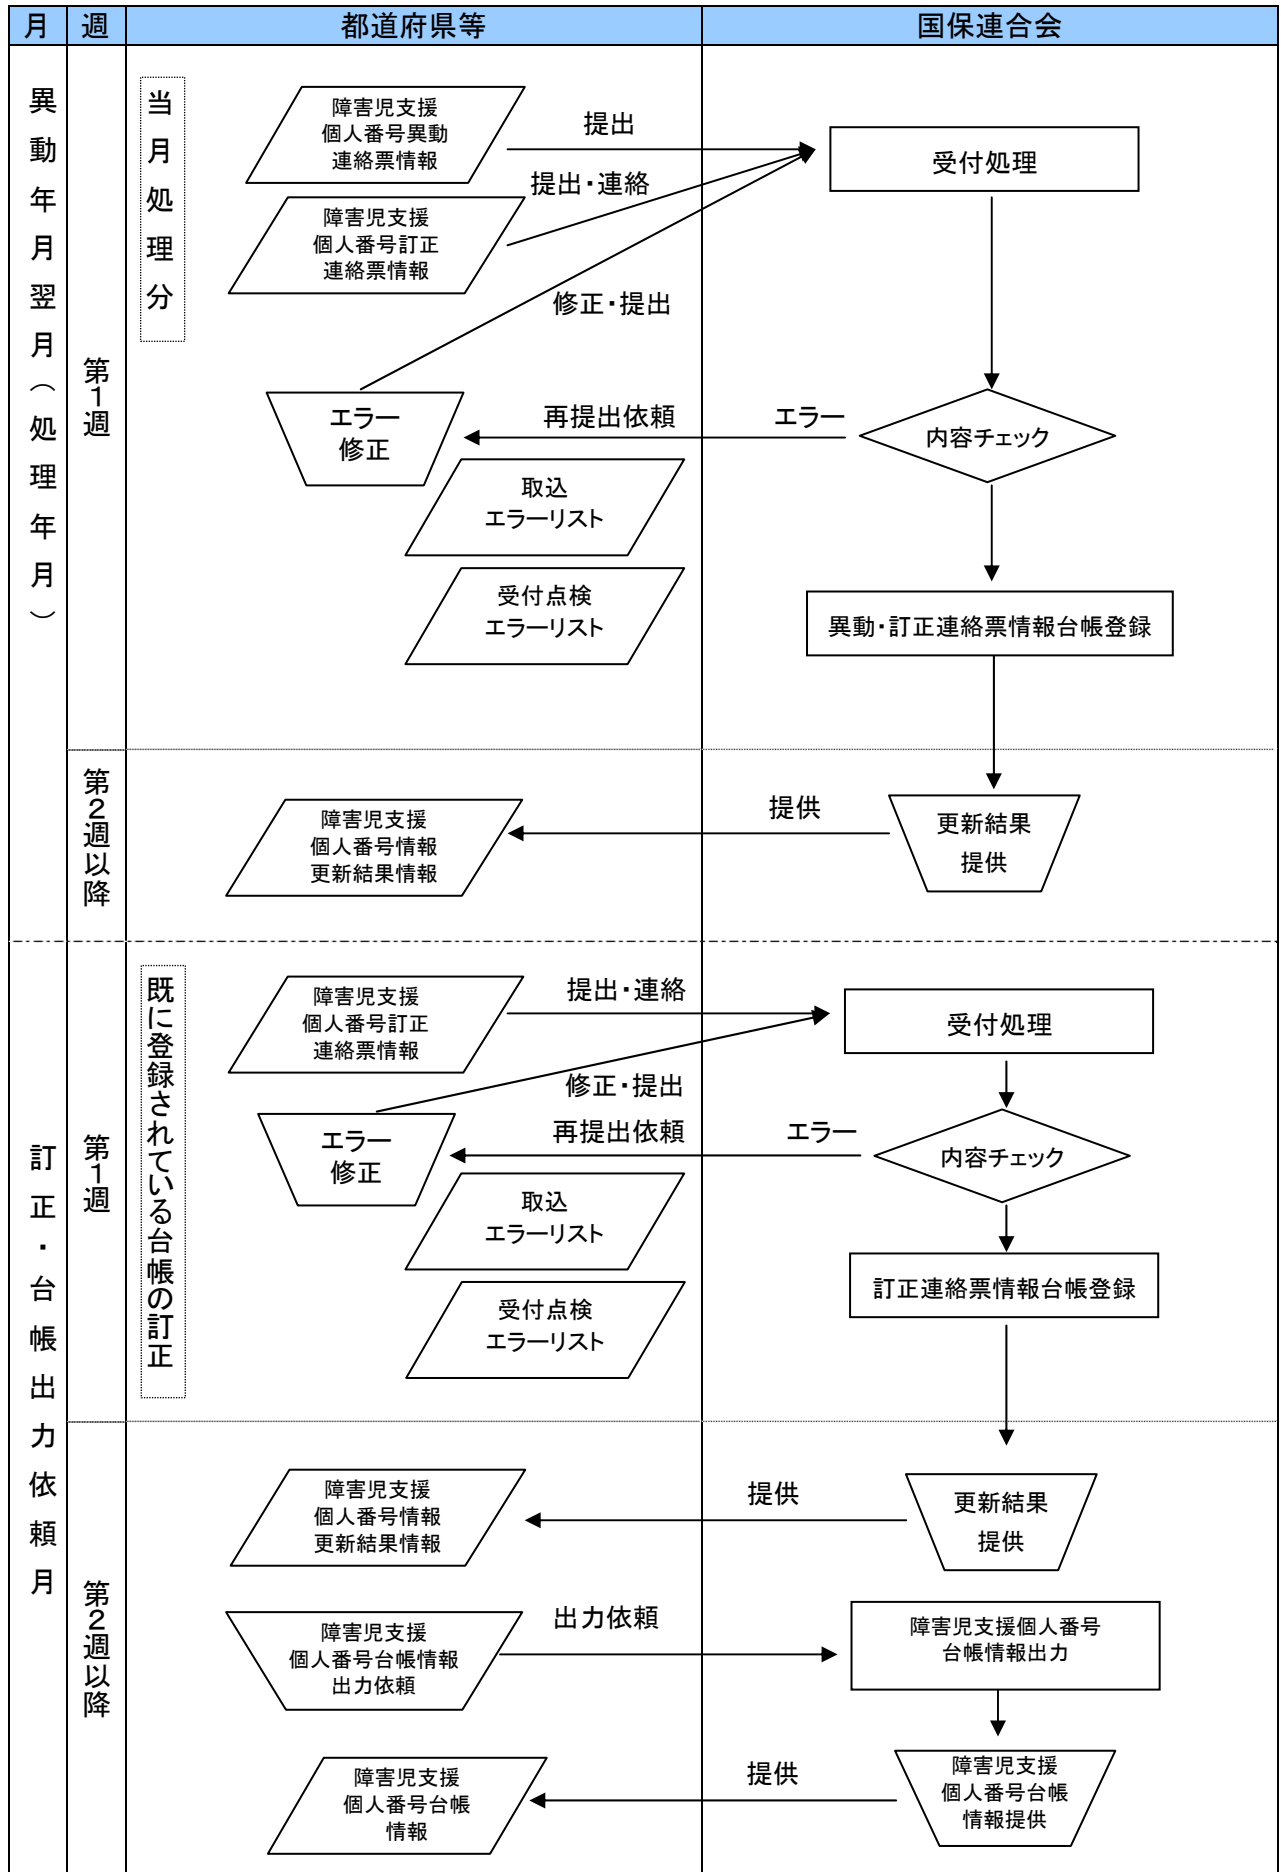 月
週
都道府県等
国保連合会
異動年月翌月（処理年月）
第1週
当月処理分
障害児支援
個人番号異動
連絡票情報
提出
受付処理
障害児支援
個人番号訂正
連絡票情報
提出・連絡
修正・提出
エラー
修正
再提出依頼
エラー
内容チェック
取込
エラーリスト
受付点検
エラーリスト
異動・訂正連絡票情報台帳登録
第2週以降
障害児支援
個人番号情報
更新結果情報
提供
更新結果
提供
訂正・台帳出力依頼月
第1週
既に登録されている台帳の訂正
障害児支援
個人番号訂正
連絡票情報
提出・連絡
受付処理
修正・提出
エラー
修正
再提出依頼
エラー
内容チェック
取込
エラーリスト
受付点検
エラーリスト
訂正連絡票情報台帳登録
第2週以降
障害児支援
個人番号情報
更新結果情報
提供
更新結果
提供
障害児支援
個人番号台帳情報
出力依頼
出力依頼
障害児支援個人番号
台帳情報出力
障害児支援
個人番号台帳
情報
提供
障害児支援
個人番号台帳
情報提供